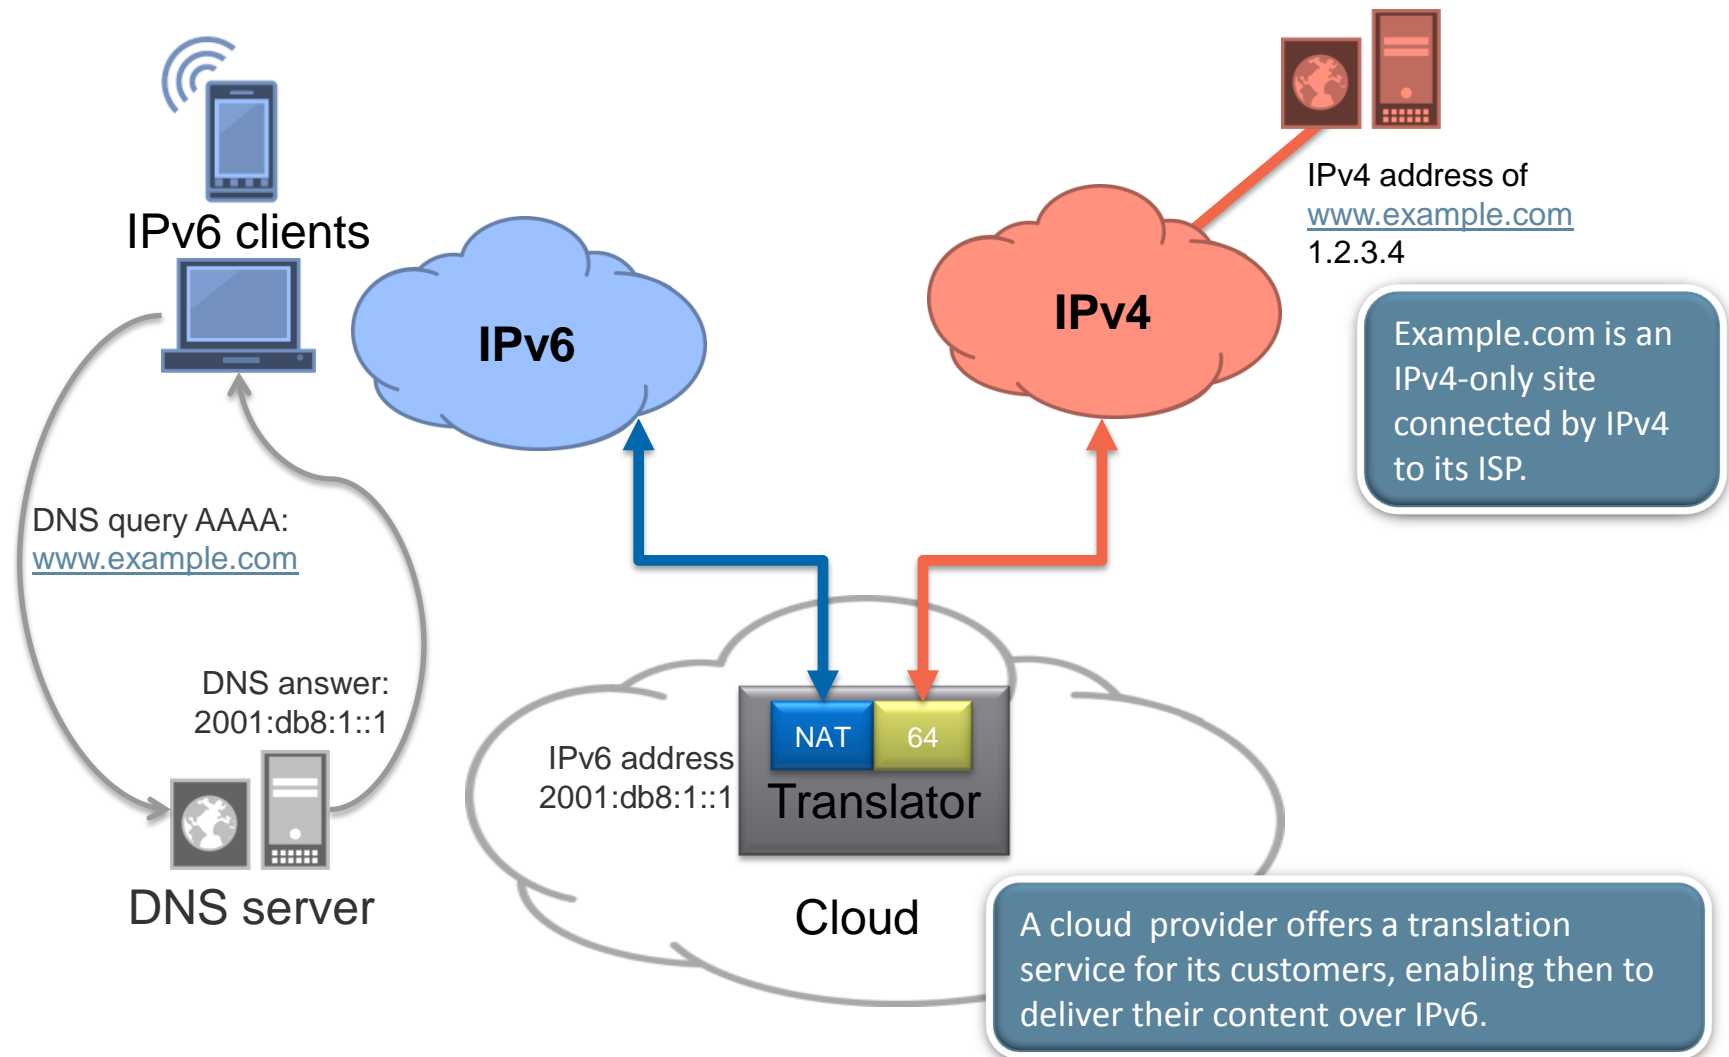 IPv6 clients
IPv6
IPv4
IPv4 address of
www.example.com
1.2.3.4
Example.com is an
IPv4-only site
connected by IPv4
to its ISP.
DNS query AAAA:
www.example.com
DNS answer:
2001:db8:1::1
DNS server
IPv6 address
2001:db8:1::1
NAT
64
Translator
Cloud
A cloud  provider offers a translation
service for its customers, enabling then to
deliver their content over IPv6.